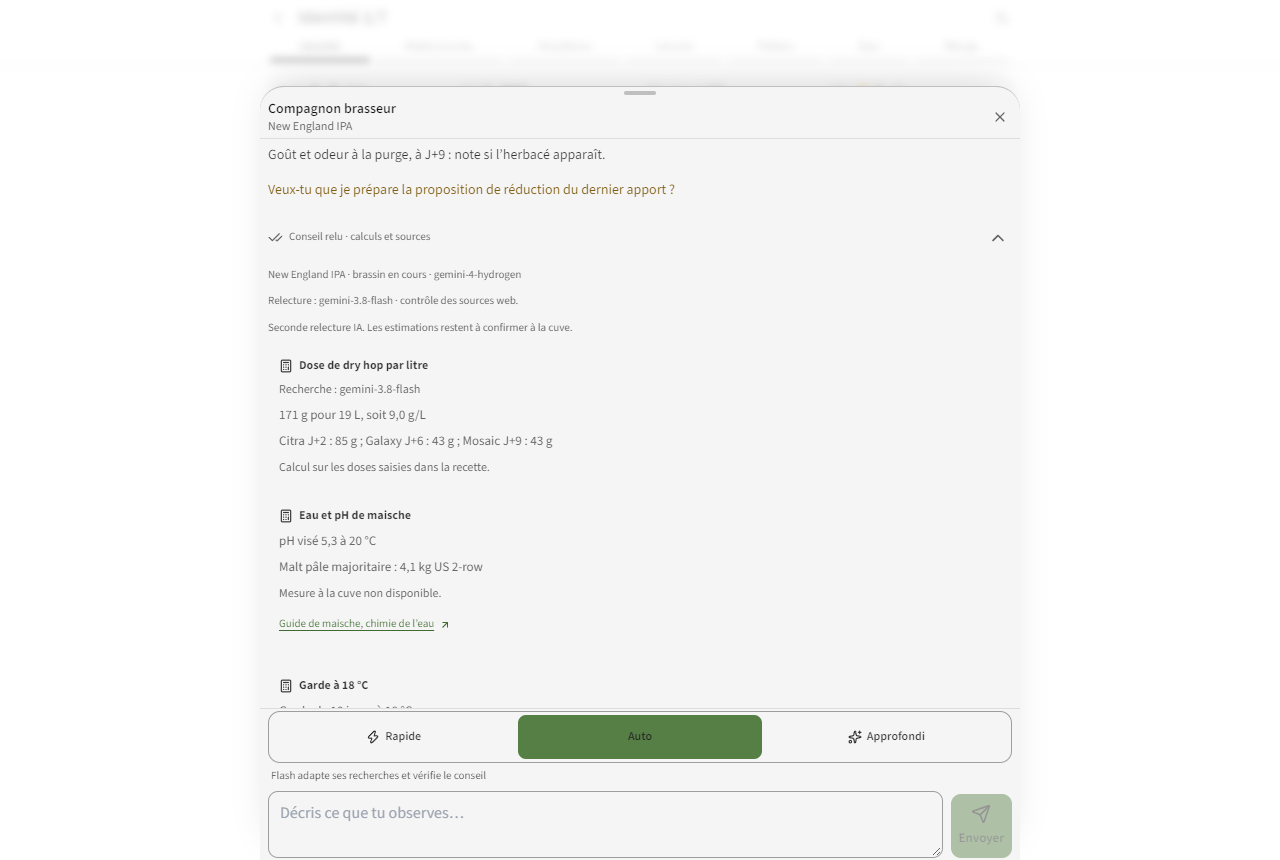 Compagnon brasseur
New England IPA
Goût et odeur à la purge, à J+9 : note si l’herbacé apparaît.
Veux-tu que je prépare la proposition de réduction du dernier apport ?
Conseil relu · calculs et sources
New England IPA · brassin en cours · gemini-4-hydrogen
Relecture : gemini-3.8-flash · contrôle des sources web.
Seconde relecture IA. Les estimations restent à confirmer à la cuve.
Dose de dry hop par litre
Recherche : gemini-3.8-flash
171 g pour 19 L, soit 9,0 g/L
Citra J+2 : 85 g ; Galaxy J+6 : 43 g ; Mosaic J+9 : 43 g
Calcul sur les doses saisies dans la recette.
Eau et pH de maische
pH visé 5,3 à 20 °C
Malt pâle majoritaire : 4,1 kg US 2-row
Mesure à la cuve non disponible.
Guide de maische, chimie de l’eau
Garde à 18 °C
Rapide
Auto
Approfondi
Flash adapte ses recherches et vérifie le conseil
Décris ce que tu observes…
Envoyer